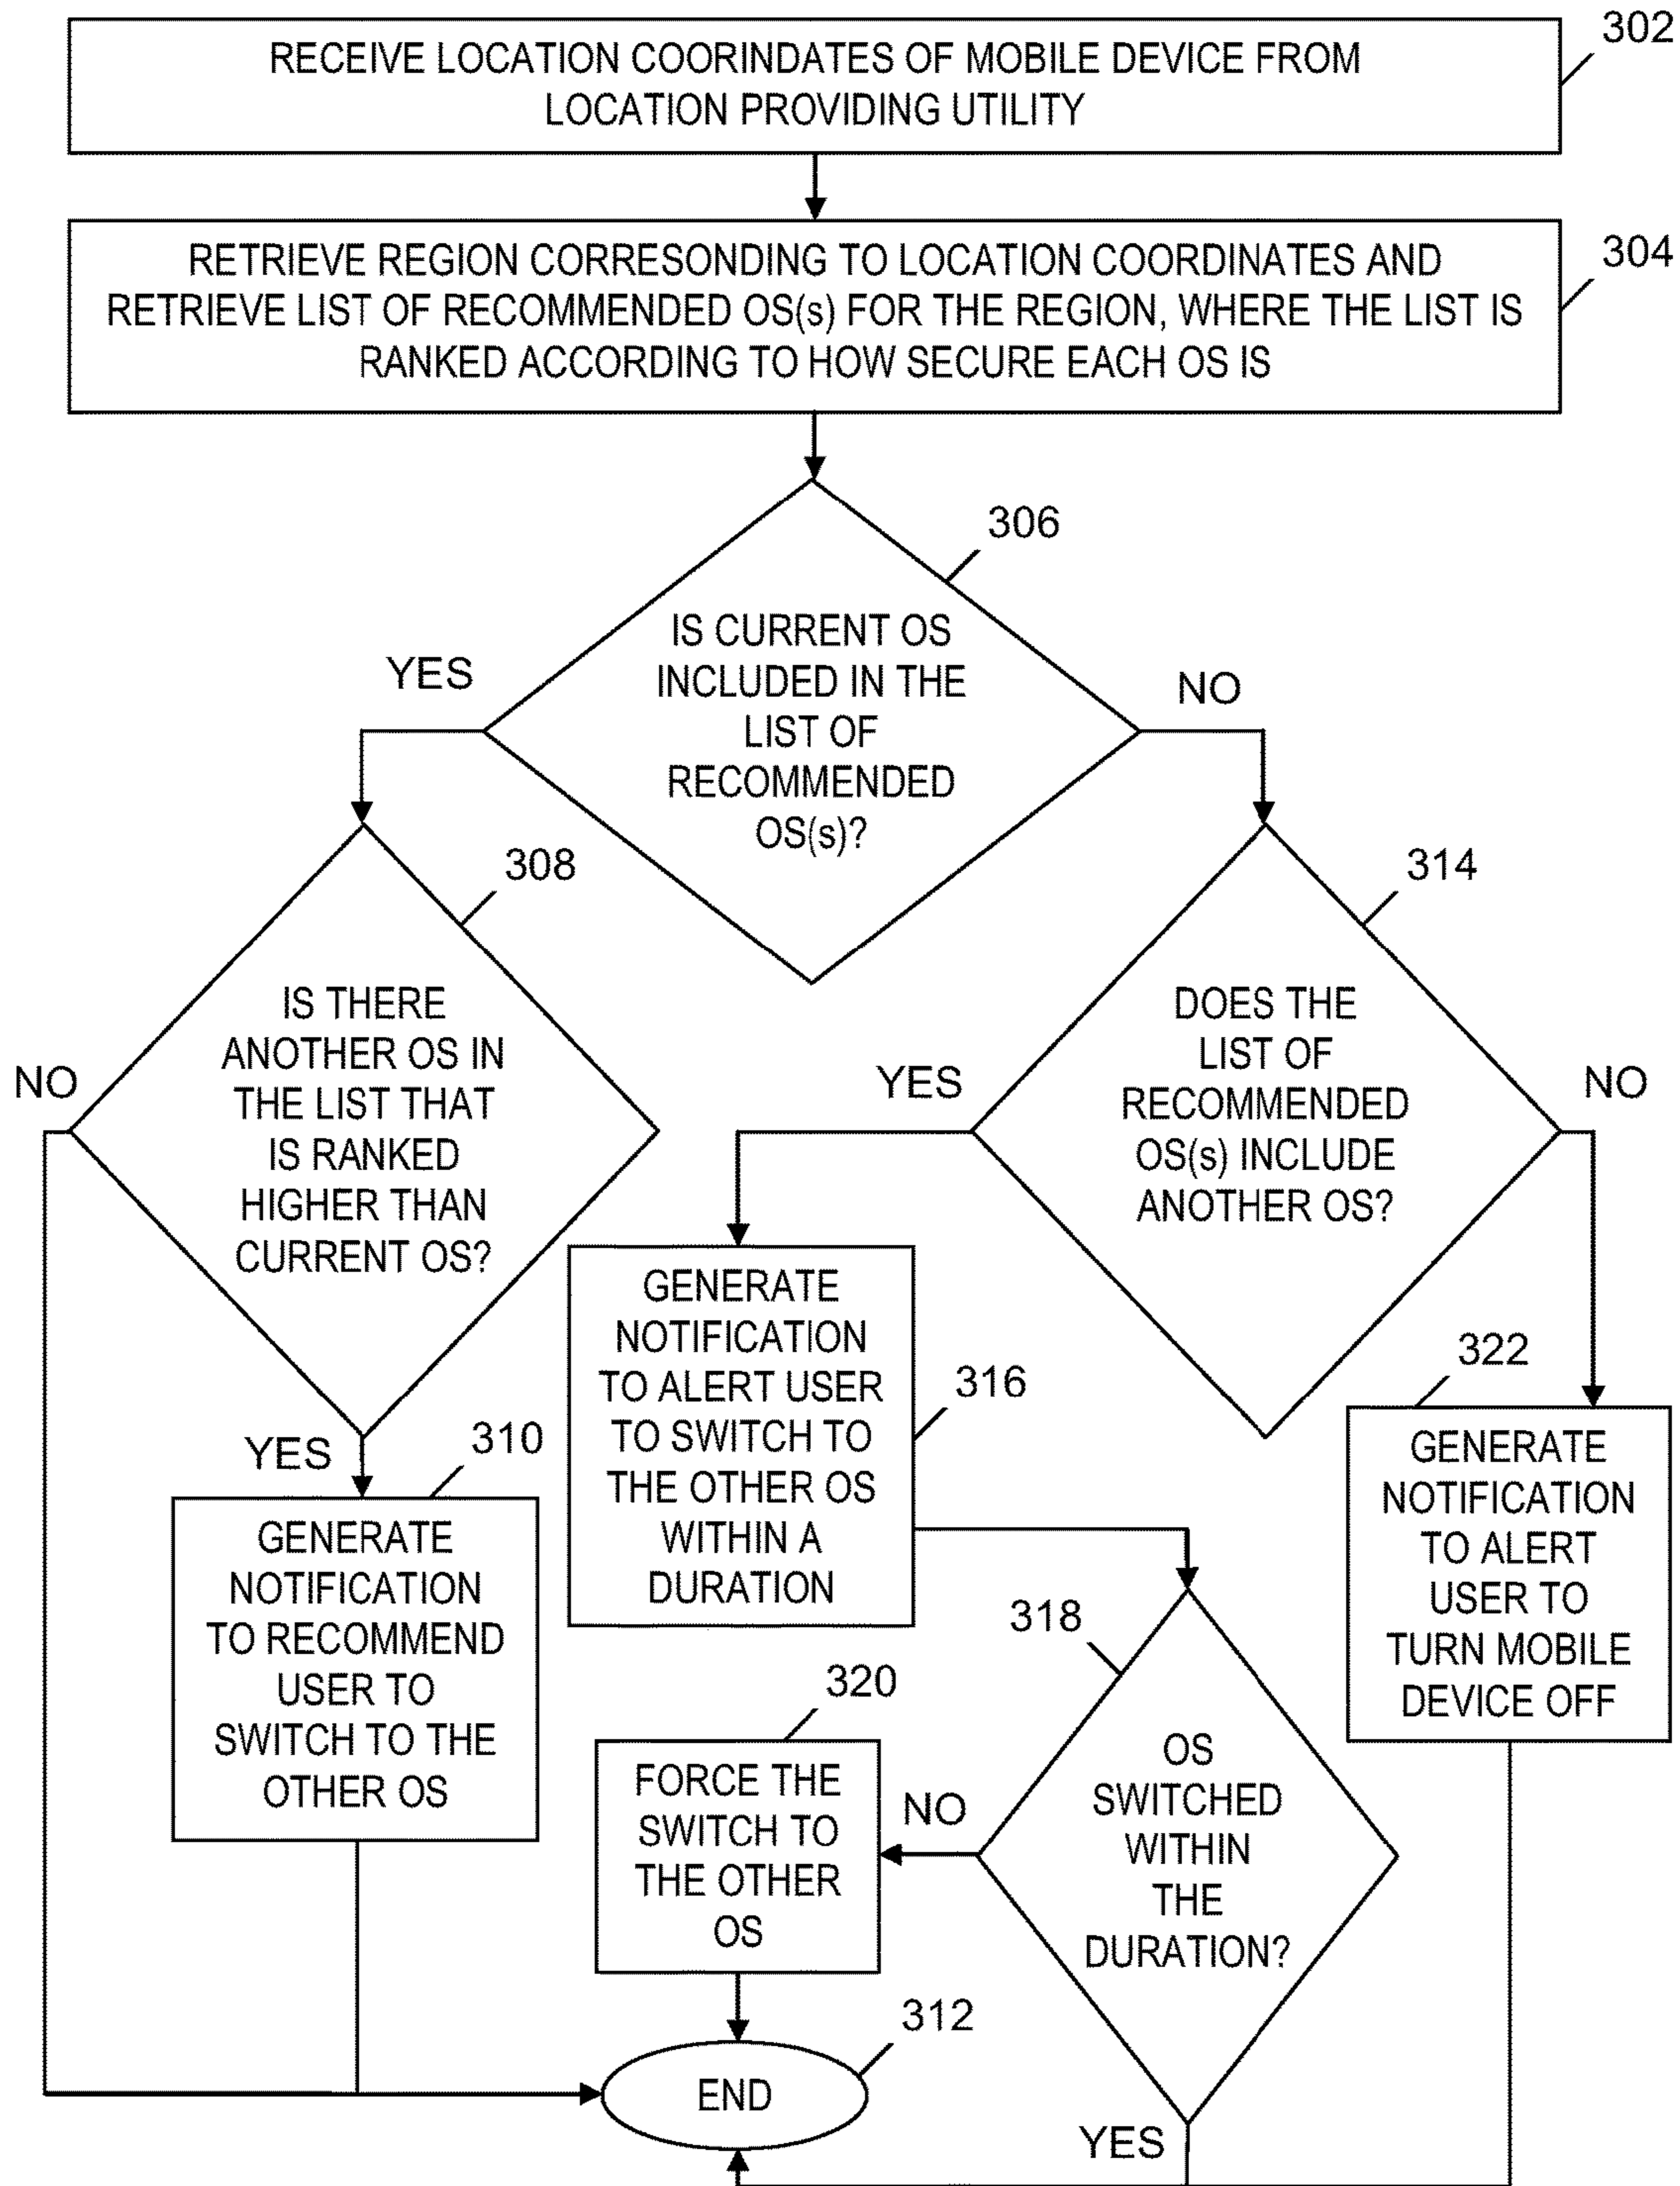 302
RECEIVE LOCATION COORINDATES OF MOBILE DEVICE FROM
LOCATION PROVIDING UTILITY
304
RETRIEVE REGION CORRESONDING TO LOCATION COORDINATES AND
RETRIEVE LIST OF RECOMMENDED OS(s) FOR THE REGION, WHERE THE LIST IS
RANKED ACCORDING TO HOW SECURE EACH OS IS
306
IS CURRENT OS
INCLUDED IN THE
LIST OF
RECOMMENDED
OS(s)?
YES
NO
308
IS THERE
ANOTHER OS IN
THE LIST THAT
IS RANKED
HIGHER THAN
CURRENT OS?
NO
YES
310
GENERATE
NOTIFICATION
TO RECOMMEND
USER TO
SWITCH TO THE
OTHER OS
314
DOES THE
LIST OF
RECOMMENDED
OS(s) INCLUDE
ANOTHER OS?
YES
NO
316
GENERATE
NOTIFICATION
TO ALERT USER
TO SWITCH TO
THE OTHER OS
WITHIN A
DURATION
322
GENERATE
NOTIFICATION
TO ALERT
USER TO
TURN MOBILE
DEVICE OFF
318
OS
SWITCHED
WITHIN
THE
DURATION?
NO
YES
320
FORCE THE
SWITCH TO
THE OTHER
OS
312
END